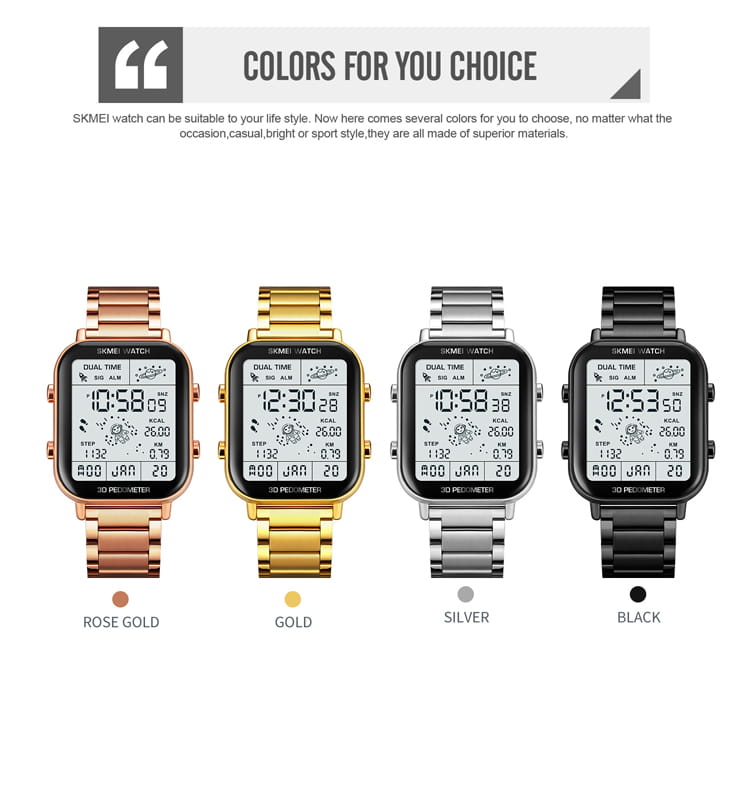 COLORS FOR YOU CHOICE
SKMEI watch can be suitable to your life style. Now here comes several colors for you to choose, no matter what the
occasion,casual,bright or sport style,they are all made of superior materials.
SKMEI WATCH
DUAL TIME
SIG ALM
P 10:58 09 SNZ
KCAL
26.00
STEP KM
1132 0.79
MOO JAN 20
3D PEDOMETER
ROSE GOLD
SKMEI WATCH
DUAL TIME
SIG ALM
P 12:30 28 SNZ
KCAL
26.00
STEP KM
1132 0.79
MOO JAN 20
3D PEDOMETER
GOLD
SKMEI WATCH
DUAL TIME
SIG ALM
P 10:58 38 SNZ
KCAL
26.00
STEP KM
1132 0.79
MOO JAN 20
3D PEDOMETER
SILVER
SKMEI WATCH
DUAL TIME
SIG ALM
P 12:53 50 SNZ
KCAL
26.00
STEP KM
1132 0.79
MOO JAN 20
3D PEDOMETER
BLACK